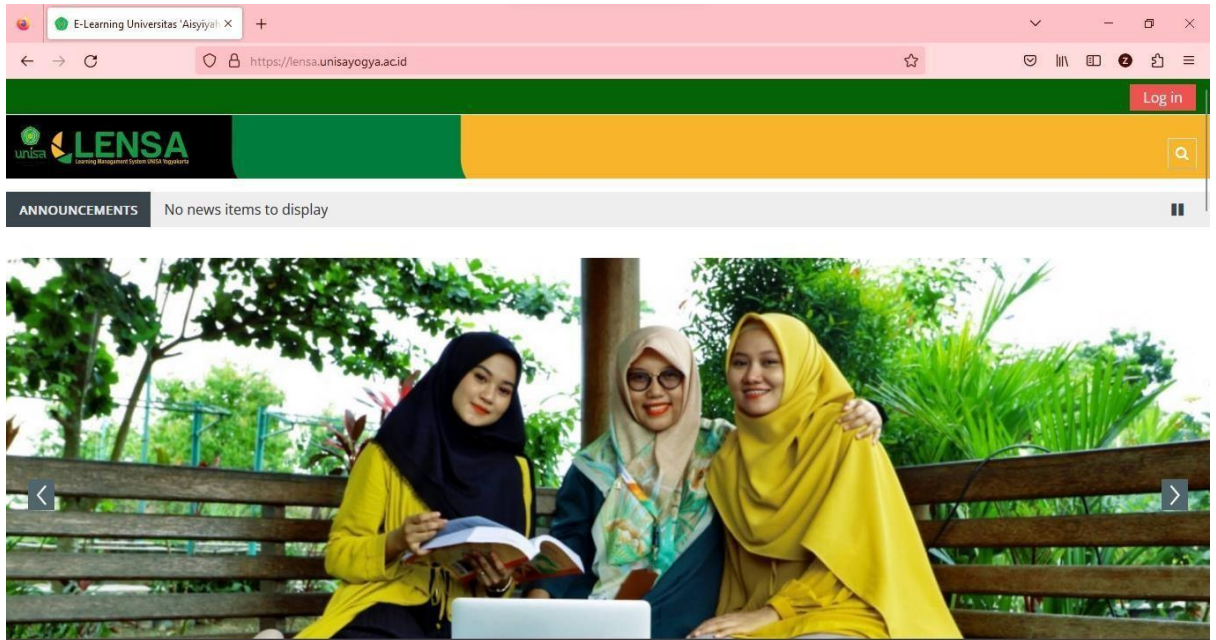 E-Learning Universitas 'Aisyiyah
https://lensa.unisayogya.ac.id
Z
Log in
unisa LENSA
Learning Management System UNISA Yogyakarta
ANNOUNCEMENTS No news items to display